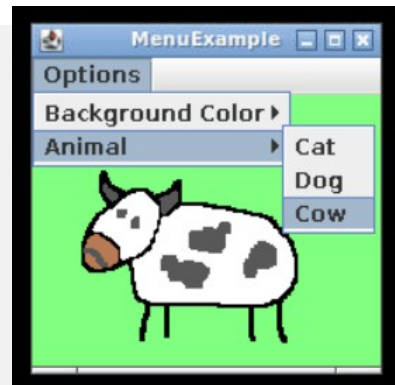 MenuExample
Options
Background Color
Animal
Cat
Dog
Cow